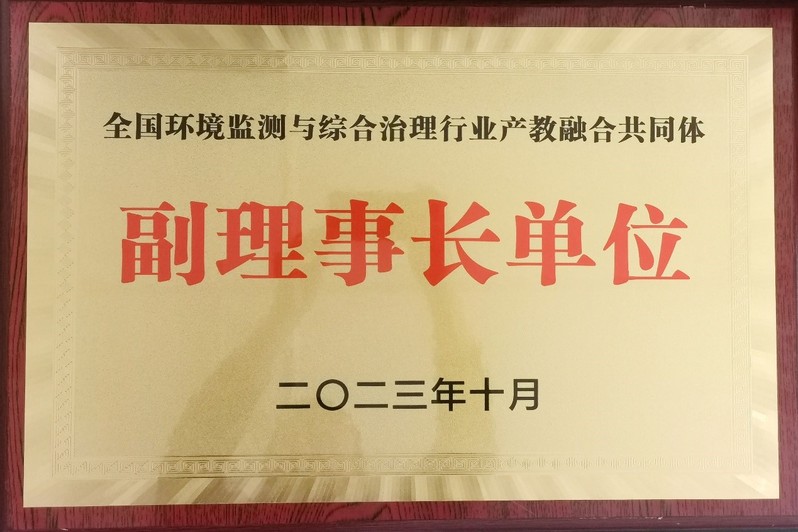 全国环境监测与综合治理行业产教融合共同体
副理事长单位
二〇二三年十月